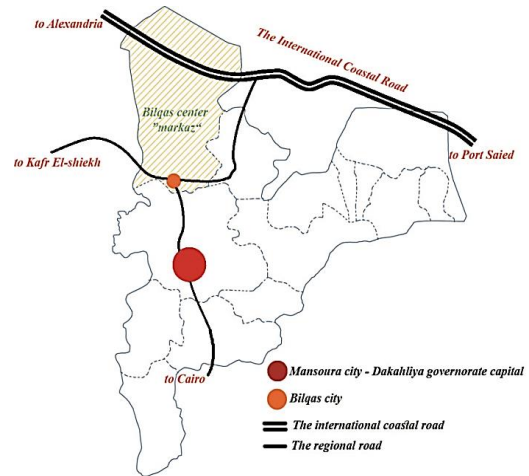 to Alexandria
The International Coastal Road
Bilqas center
"markaz"
to Kafr El-shiekh
to Port Saied
to Cairo
Mansoura city - Dakahliya governorate capital
Bilqas city
The international coastal road
The regional road